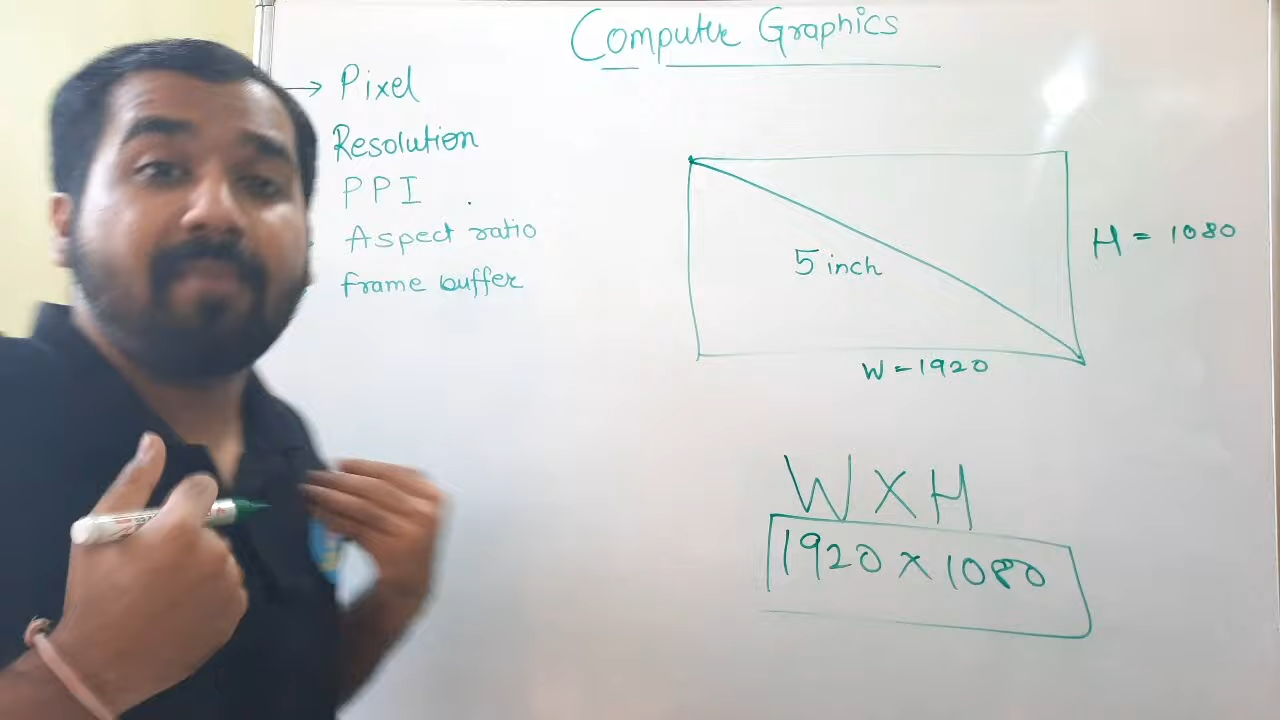 Computer Graphics
→ Pixel
Resolution
PPI
Aspect ratio
frame buffer
5 inch
H = 1080
W = 1920
W X H
1920 x 1080